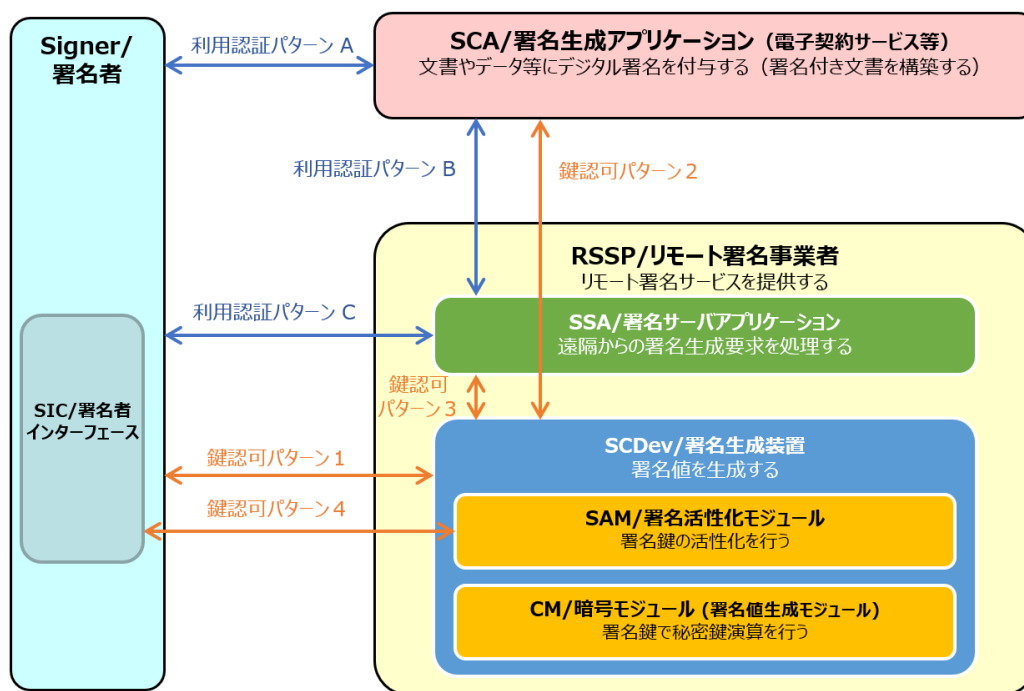 Signer/
署名者
利用認証パターン A
SCA/署名生成アプリケーション（電子契約サービス等）
文書やデータ等にデジタル署名を付与する（署名付き文書を構築する）
利用認証パターン B
鍵認可パターン２
RSSP/リモート署名事業者
リモート署名サービスを提供する
利用認証パターン C
SSA/署名サーバアプリケーション
遠隔からの署名生成要求を処理する
鍵認可
パターン３
SIC/署名者
インターフェース
SCDev/署名生成装置
署名値を生成する
鍵認可パターン１
鍵認可パターン４
SAM/署名活性化モジュール
署名鍵の活性化を行う
CM/暗号モジュール (署名値生成モジュール)
署名鍵で秘密鍵演算を行う